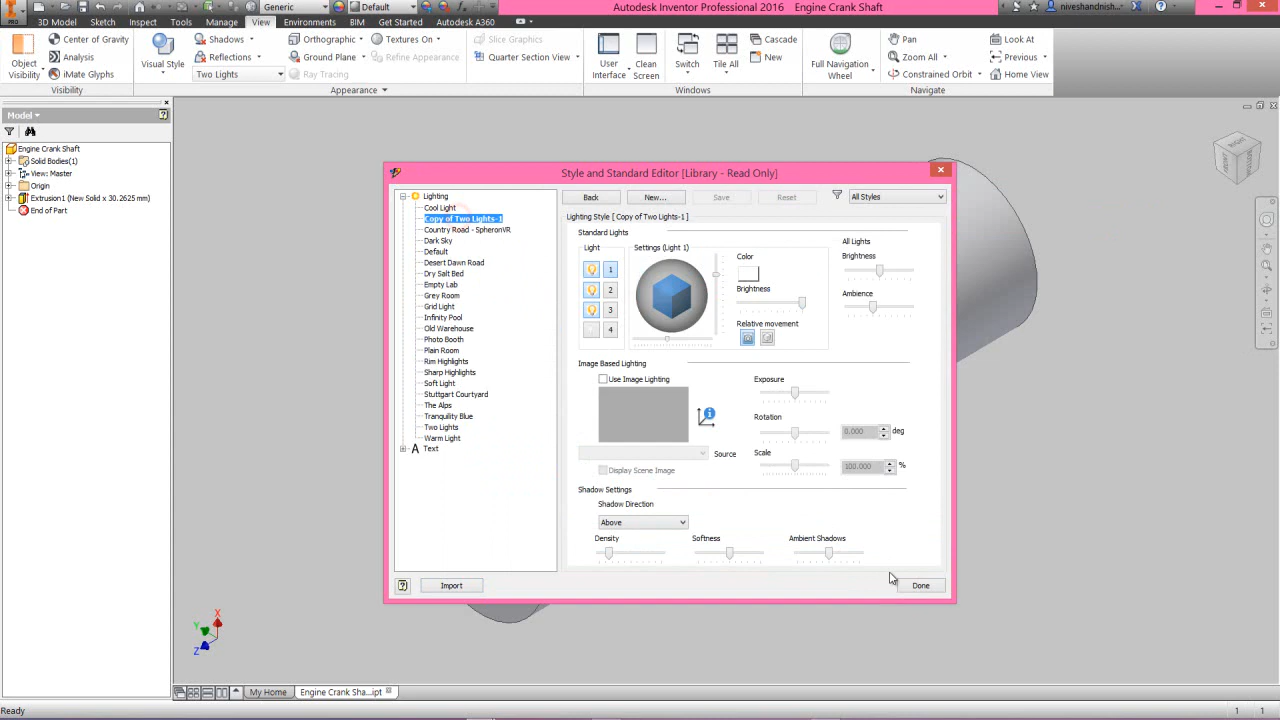 Generic
Default
Autodesk Inventor Professional 2016   Engine Crank Shaft
niveshandnish...
3D Model Sketch Inspect Tools Manage View Environments BIM Get Started Autodesk A360
Object Visibility
Center of Gravity
Analysis
iMate Glyphs
Visibility
Visual Style
Shadows
Reflections
Two Lights
Orthographic
Ground Plane
Ray Tracing
Textures On
Refine Appearance
Appearance
Slice Graphics
Quarter Section View
User Interface
Clean Screen
Switch
Tile All
Cascade
New
Windows
Full Navigation Wheel
Pan
Zoom All
Constrained Orbit
Look At
Previous
Home View
Navigate
Model
Engine Crank Shaft
Solid Bodies(1)
View: Master
Origin
Extrusion1 (New Solid x 30.2625 mm)
End of Part
Style and Standard Editor [Library - Read Only]
Lighting
Cool Light
Copy of Two Lights-1
Country Road - SpheronVR
Dark Sky
Default
Desert Dawn Road
Dry Salt Bed
Empty Lab
Grey Room
Grid Light
Infinity Pool
Old Warehouse
Photo Booth
Plain Room
Rim Highlights
Sharp Highlights
Soft Light
Stuttgart Courtyard
The Alps
Tranquility Blue
Two Lights
Warm Light
A Text
Back New... Save Reset All Styles
Lighting Style [ Copy of Two Lights-1 ]
Standard Lights
Light
1
2
3
4
Settings (Light 1)
Color
Brightness
Relative movement
All Lights
Brightness
Ambience
Image Based Lighting
Use Image Lighting
Source
Display Scene Image
Exposure
Rotation
0.000 deg
Scale
100.000 %
Shadow Settings
Shadow Direction
Above
Density Softness Ambient Shadows
Import Done
X
Y
Z
My Home Engine Crank Sha...ipt
Ready 1 1